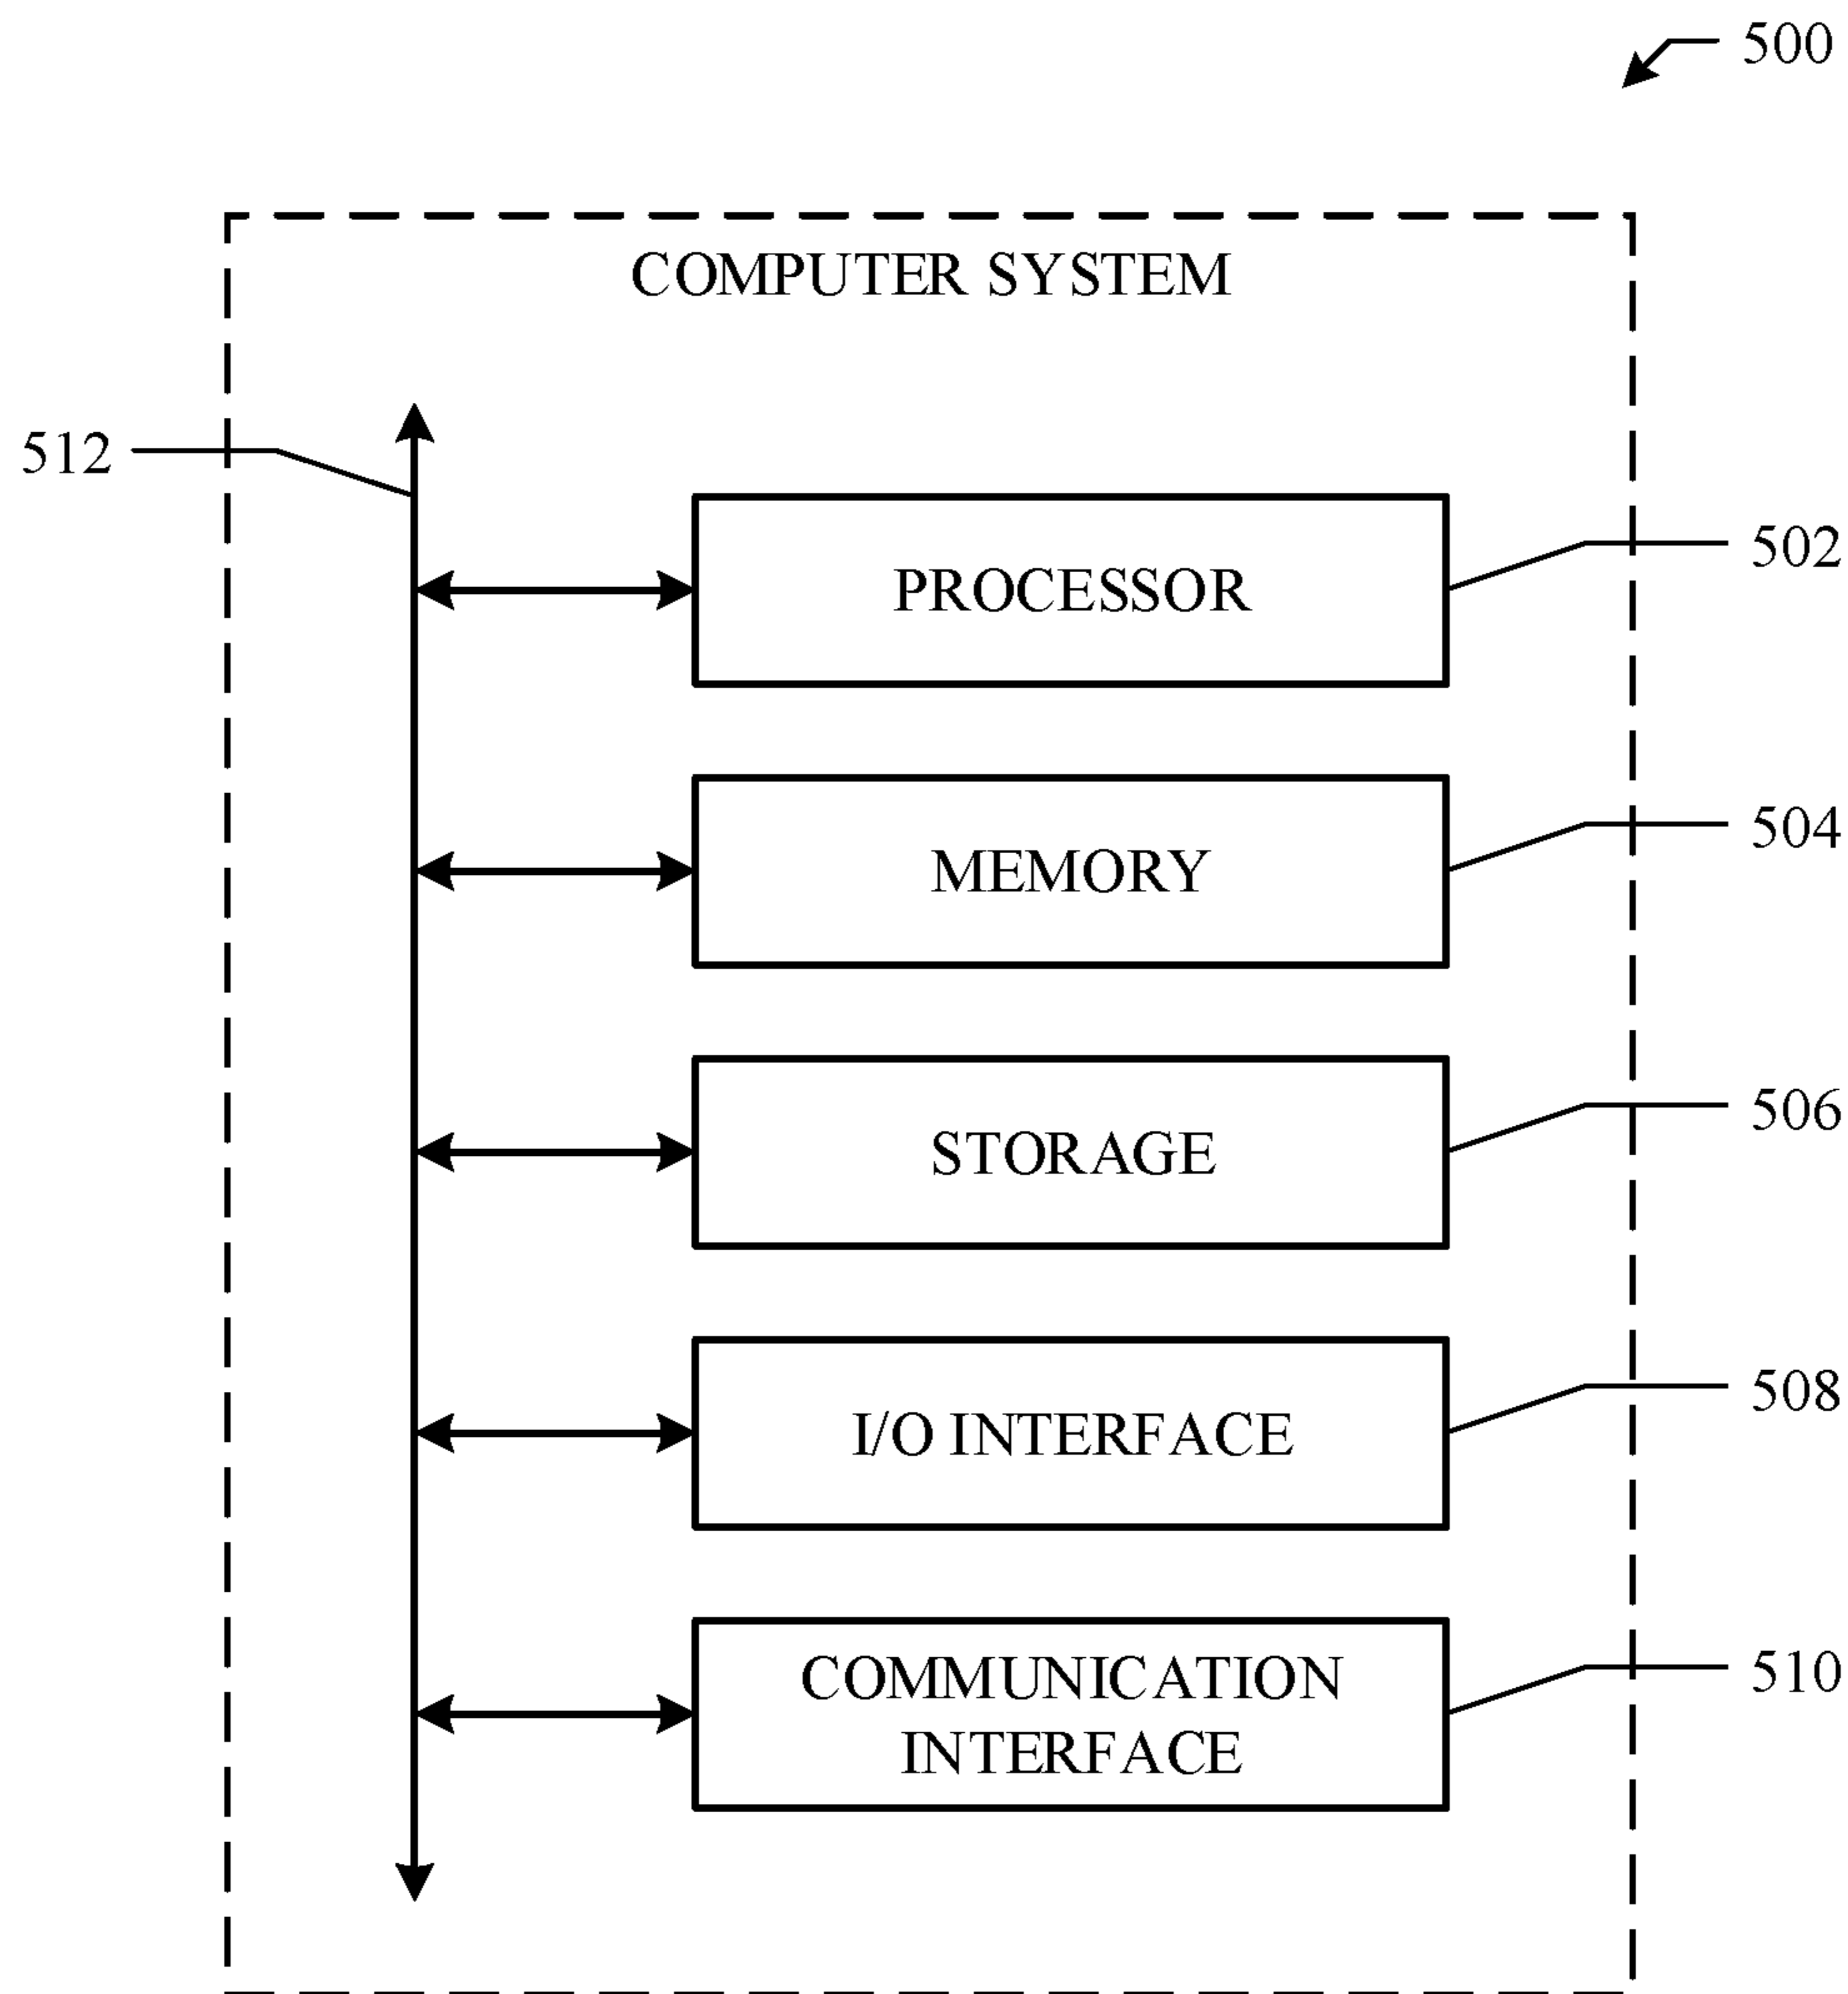 500
COMPUTER SYSTEM
512
PROCESSOR
502
MEMORY
504
STORAGE
506
I/O INTERFACE
508
COMMUNICATION
INTERFACE
510